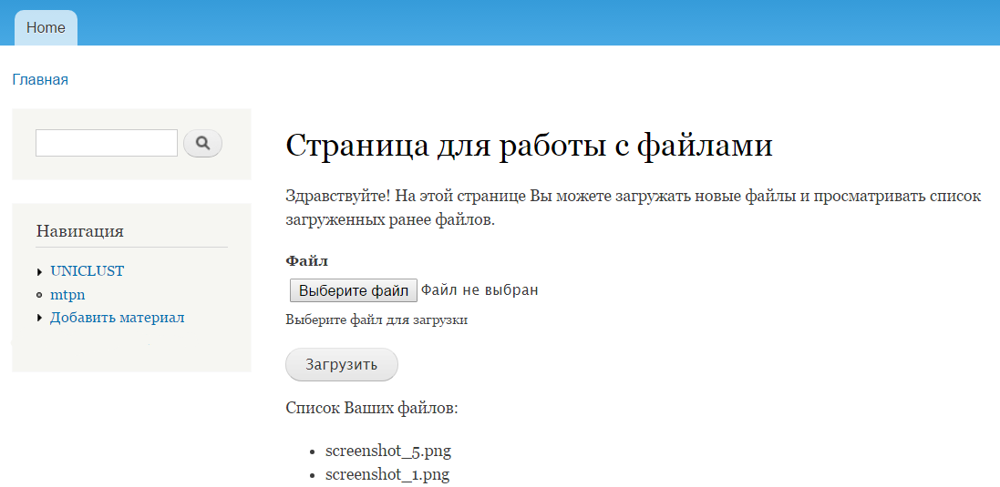 Home
Главная
Навигация
UNICLUST
mtpn
Добавить материал
Страница для работы с файлами
Здравствуйте! На этой странице Вы можете загружать новые файлы и просматривать список
загруженных ранее файлов.
Файл
Выберите файл Файл не выбран
Выберите файл для загрузки
Загрузить
Список Ваших файлов:
screenshot_5.png
screenshot_1.png